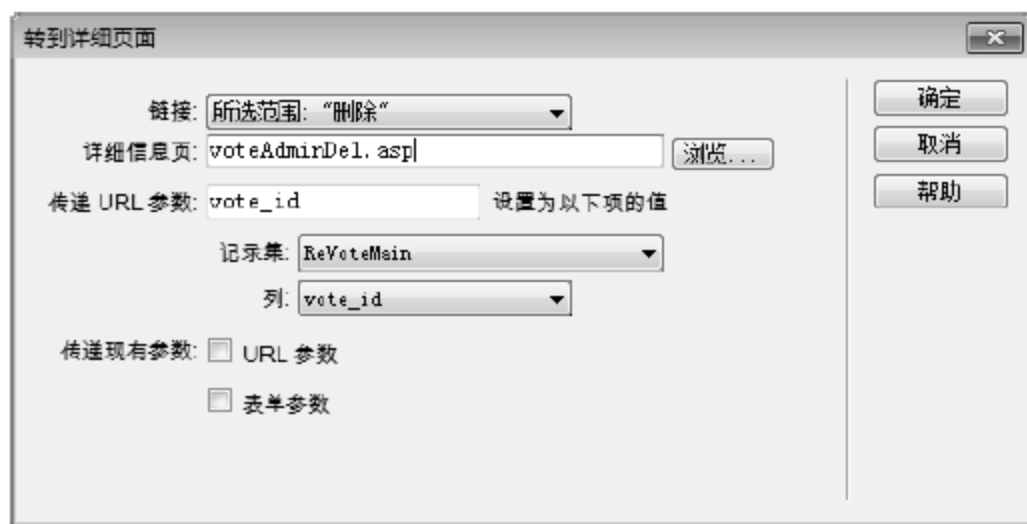 转到详细页面
链接: 所选范围: “删除“ 确定
详细信息页: voteAdminDel.asp 浏览... 取消
传递 URL 参数: vote_id 设置为以下项的值 帮助
记录集: ReVoteMain
列: vote_id
传递现有参数: URL 参数
表单参数